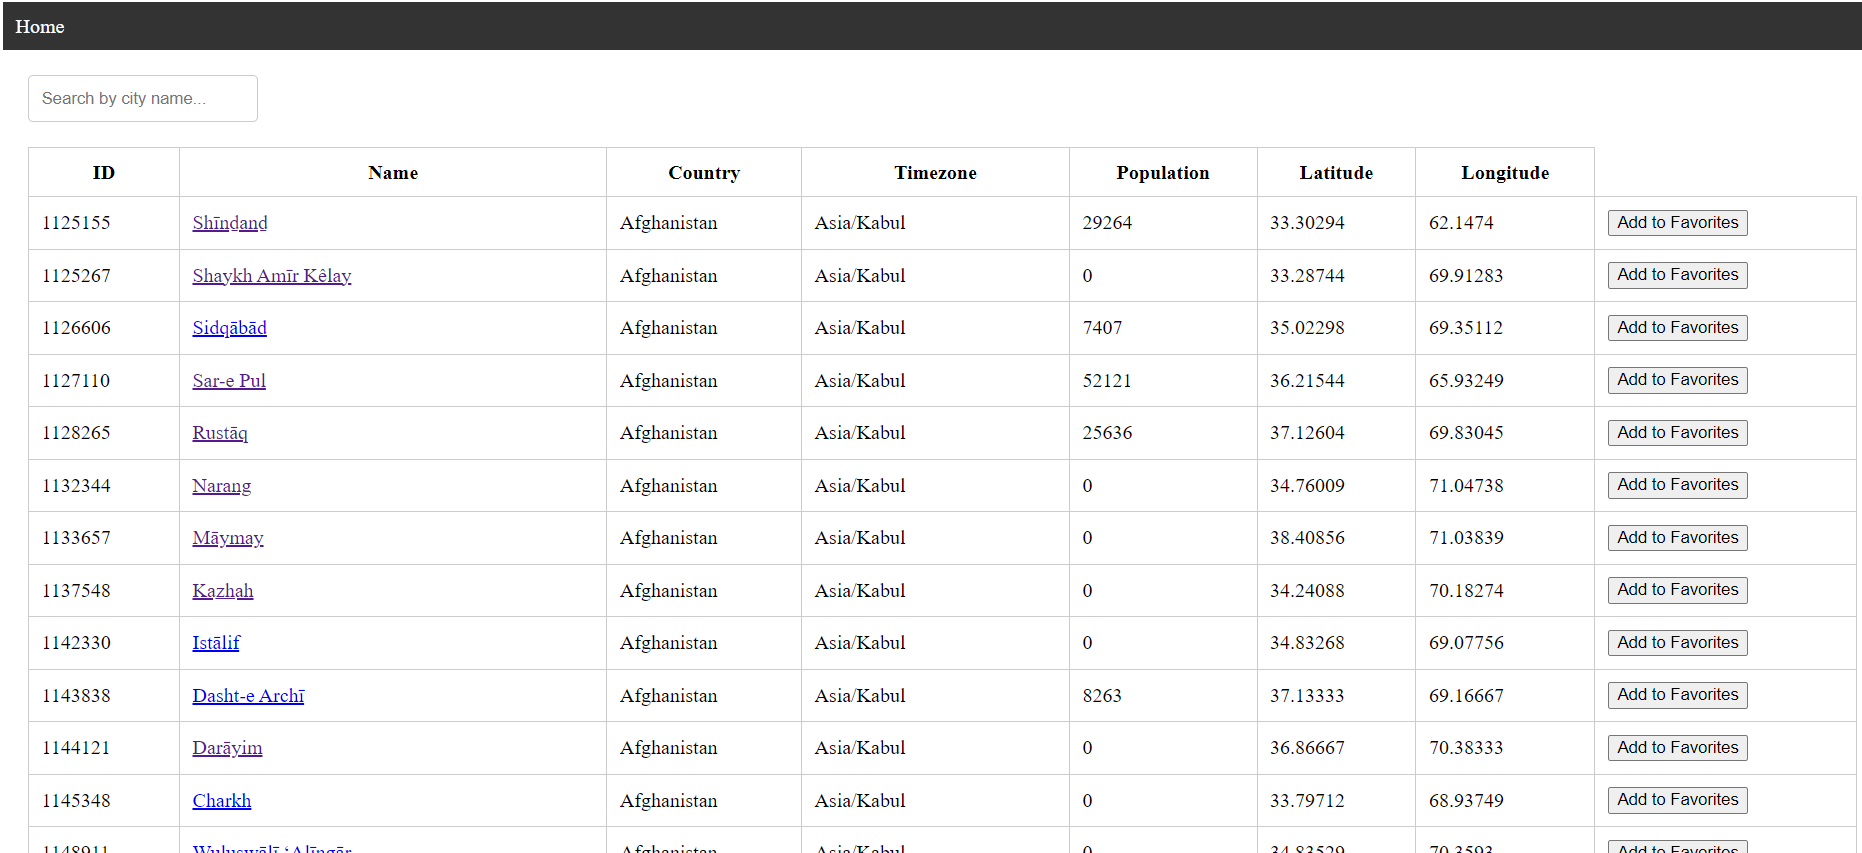 Home
Search by city name...
ID Name Country Timezone Population Latitude Longitude
1125155 Shīnḏanḏ Afghanistan Asia/Kabul 29264 33.30294 62.1474 Add to Favorites
1125267 Shaykh Amīr Kêlay Afghanistan Asia/Kabul 0 33.28744 69.91283 Add to Favorites
1126606 Sidqābād Afghanistan Asia/Kabul 7407 35.02298 69.35112 Add to Favorites
1127110 Sar-e Pul Afghanistan Asia/Kabul 52121 36.21544 65.93249 Add to Favorites
1128265 Rustāq Afghanistan Asia/Kabul 25636 37.12604 69.83045 Add to Favorites
1132344 Narang Afghanistan Asia/Kabul 0 34.76009 71.04738 Add to Favorites
1133657 Māymay Afghanistan Asia/Kabul 0 38.40856 71.03839 Add to Favorites
1137548 Kaz̲h̲ah Afghanistan Asia/Kabul 0 34.24088 70.18274 Add to Favorites
1142330 Istālif Afghanistan Asia/Kabul 0 34.83268 69.07756 Add to Favorites
1143838 Dasht-e Archī Afghanistan Asia/Kabul 8263 37.13333 69.16667 Add to Favorites
1144121 Darāyim Afghanistan Asia/Kabul 0 36.86667 70.38333 Add to Favorites
1145348 Charkh Afghanistan Asia/Kabul 0 33.79712 68.93749 Add to Favorites
1148911 Wuluswālī ‘Alīngār Afghanistan Asia/Kabul 0 34.83529 70.3593 Add to Favorites